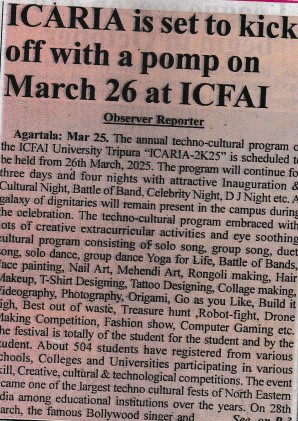 ICARIA is set to kick
off with a pomp on
March 26 at ICFAI
Observer Reporter
Agartala: Mar 25. The annual techno-cultural program
the ICFAI University Tripura "ICARIA-2K25" is scheduled t
be held from 26th March, 2025. The program will continue fo
three days and four nights with attractive Inauguration &
Cultural Night, Battle of Band, Celebrity Night, D J Night etc. A
galaxy of dignitaries will remain present in the campus during
the celebration. The techno-cultural program embraced with
lots of creative extracurricular activities and eye soothing
cultural program consisting of solo song, group song, duet
song, solo dance, group dance Yoga for Life, Battle of Bands,
face painting, Nail Art, Mehendi Art, Rongoli making, Hair
Makeup, T-Shirt Designing, Tattoo Designing, Collage making,
Videography, Photography, Origami, Go as you Like, Build it
igh, Best out of waste, Treasure hunt ,Robot-fight, Drone
Making Competition, Fashion show, Computer Gaming etc.
he festival is totally of the student for the student and by the
tudent. About 504 students have registered from various
chools, Colleges and Universities participating in various
kill, Creative, cultural & technological competitions. The event
came one of the largest techno cultural fests of North Eastern
dia among educational institutions over the years. On 28th
arch, the famous Bollywood singer and See on P 3